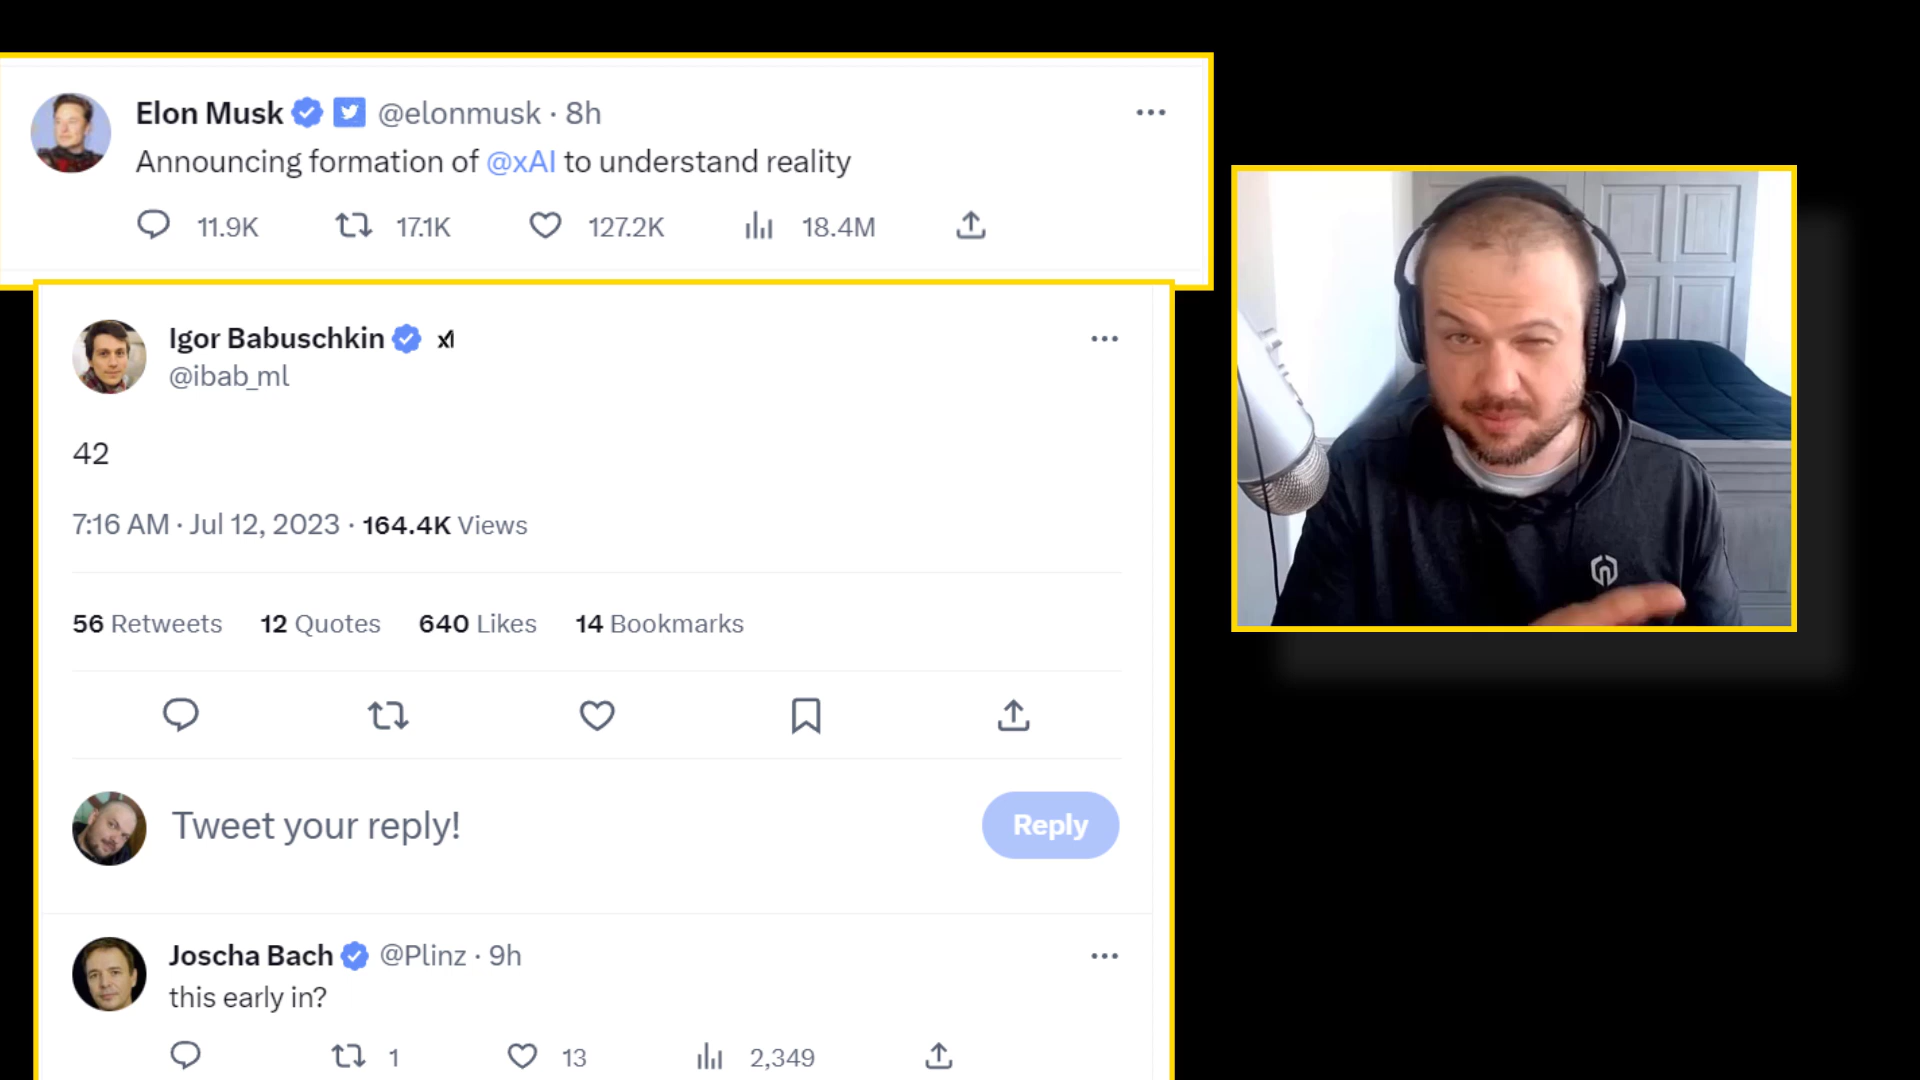 Elon Musk @elonmusk · 8h
Announcing formation of @xAI to understand reality
11.9K 17.1K 127.2K 18.4M
Igor Babuschkin xI
@ibab_ml
42
7:16 AM · Jul 12, 2023 · 164.4K Views
56 Retweets 12 Quotes 640 Likes 14 Bookmarks
Tweet your reply!
Reply
Joscha Bach @Plinz · 9h
this early in?
1 13 2,349